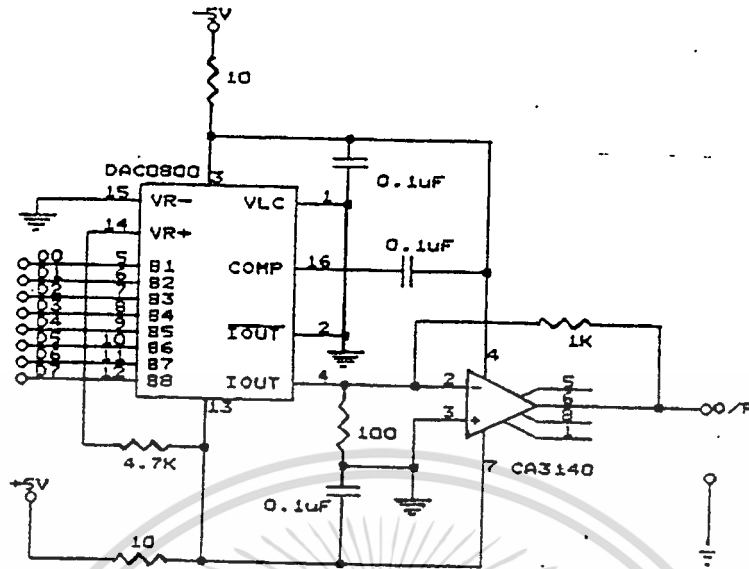 -5V
10
DAC0800
3
0.1uF
15 VR- VLC 1
14 VR+
0.1uF
COMP 16
D0 5 B1
D1 6 B2
D2 7 B3
D3 8 B4
D4 9 B5
D5 10 B6
D6 11 B7
D7 12 B8
IOUT 2
IOUT 4
13
1K
4
2 -
3 +
5
6
8
1
7 CA3140
O/P
100
4.7K
+5V
0.1uF
10